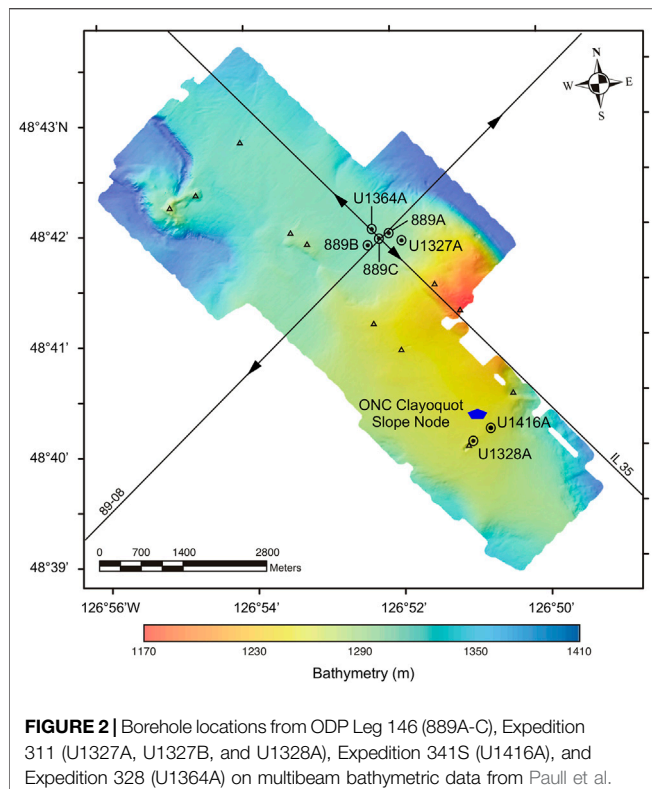 N
W E
S
48°43'N
U1364A
889A
48°42'
889B
U1327A
889C
48°41'
ONC Clayoquot
Slope Node
U1416A
48°40'
U1328A
89-08
IL 35
0 700 1400 2800
Meters
48°39'
126°56'W 126°54' 126°52' 126°50'
1170 1230 1290 1350 1410
Bathymetry (m)
FIGURE 2 | Borehole locations from ODP Leg 146 (889A-C), Expedition
311 (U1327A, U1327B, and U1328A), Expedition 341S (U1416A), and
Expedition 328 (U1364A) on multibeam bathymetric data from Paull et al.